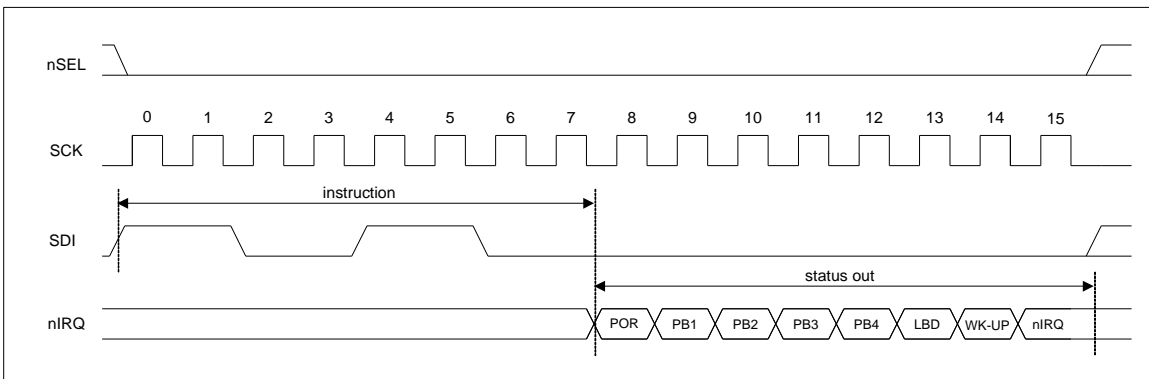 nSEL
0 1 2 3 4 5 6 7 8 9 10 11 12 13 14 15
SCK
instruction
SDI
status out
nIRQ POR PB1 PB2 PB3 PB4 LBD WK-UP nIRQ